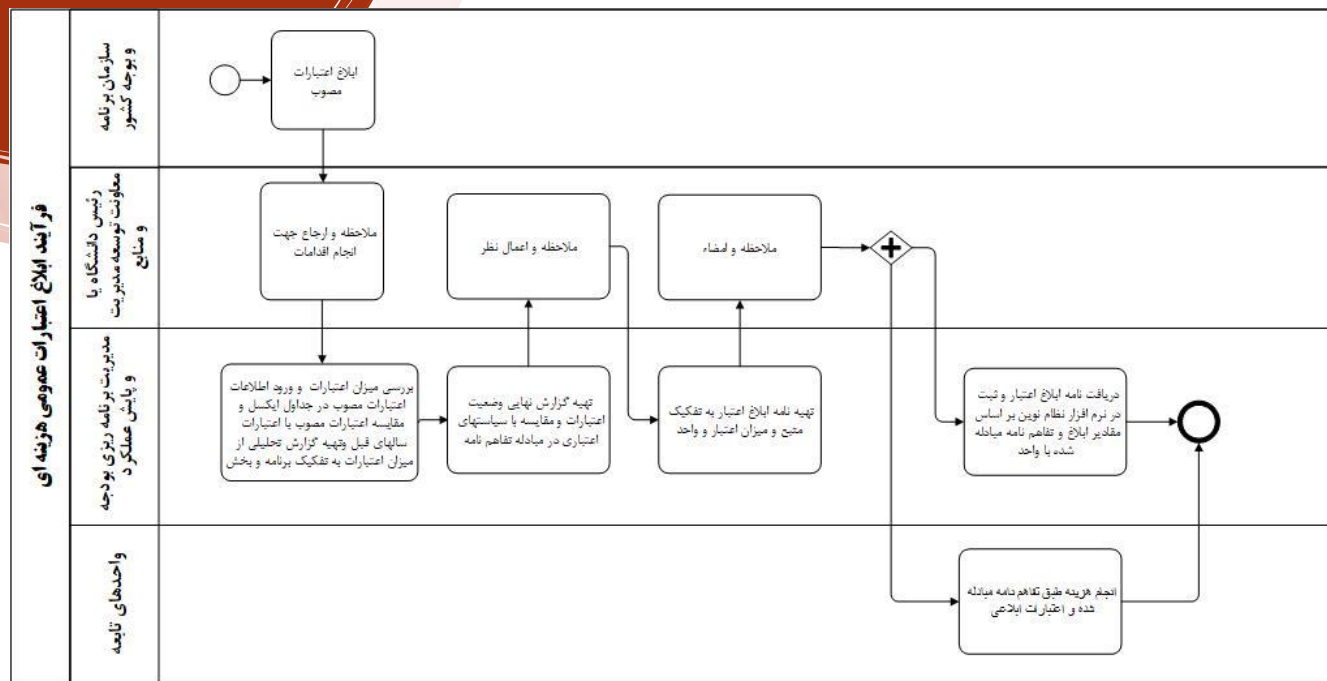 فرآیند ابلاغ اعتبارات عمومی هزینه ای
سازمان برنامه
و بوجه کشور
ابلاغ اعتبارات
مصوب
رئیس دانشگاه یا
معاونت توسعه مدیریت
و منابع
ملاحظه و ارجاع جهت
انجام اقدامات
ملاحظه و اعمال نظر
ملاحظه و امضاء
مدیریت برنامه ریزی بودجه
و پایش عملکرد
بررسی میزان اعتبارات و ورود اطلاعات
اعتبارات مصوب در جداول ایکسل و
مقایسه اعتبارات مصوب با اعتبارات
سالهای قبل وتهیه گزارش تحلیلی از
میزان اعتبارات به تفکیک برنامه و بخش
تهیه گزارش نهایی وضعیت
اعتبارات و مقایسه با سیاستهای
اعتباری در مبادله تفاهم نامه
تهیه نامه ابلاغ اعتبار به تفکیک
منبع و میزان اعتبار و واحد
دریافت نامه ابلاغ اعتبار و ثبت
در نرم افزار نظام نوین بر اساس
مقادیر ابلاغ و تفاهم نامه مبادله
شده با واحد
واحدهای تابعه
انجام هزینه طبق تفاهم نامه مبادله
شده و اعتبارات ابلاغی